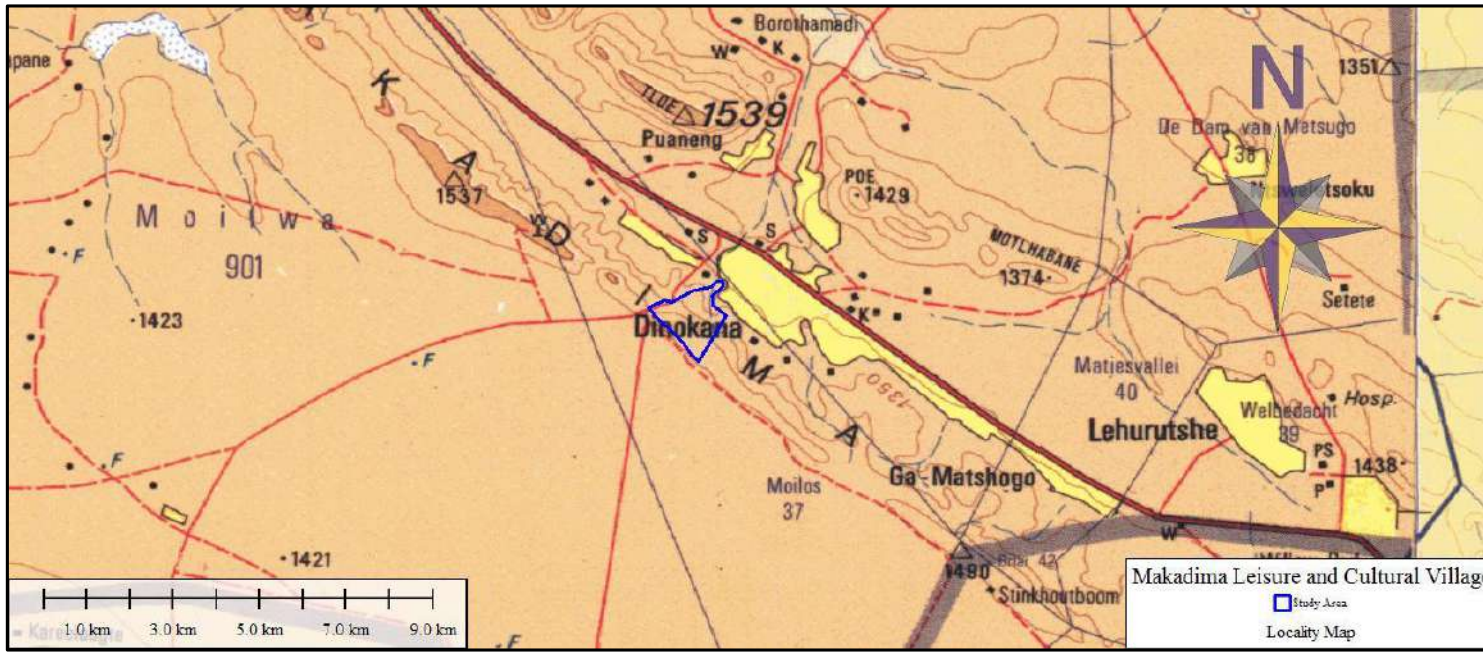 Borothamadi
W
K
1351
pane
K
TLOE
1539
De Dam van Matsugo
38
N
Puaneng
A
POE
1429
1537
Moilwa
901
F
W
D
S
S
MOTLHABANE
1374
Setete
1423
I
Dinokana
K
F
M
1350
Matjesvallei
40
Welbedacht
39
Hosp.
Lehurutshe
A
PS
1438
P
F
Moilos
37
Ga-Matshogo
W
1421
1490
Stinkhoutboom
F
1.0 km 3.0 km 5.0 km 7.0 km 9.0 km
Makadima Leisure and Cultural Village
Study Area
Locality Map